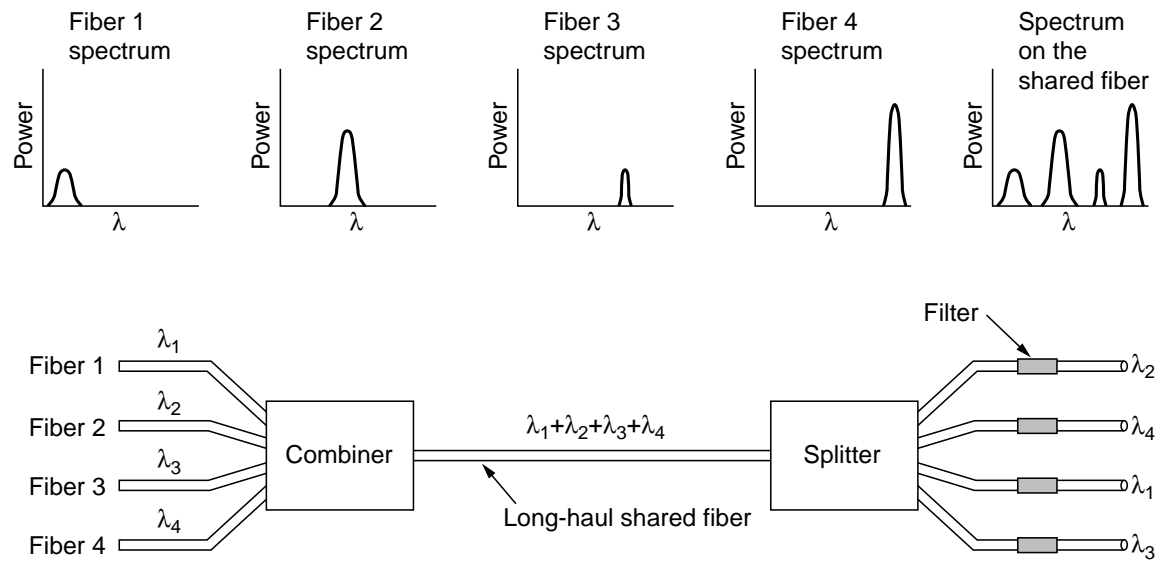 Fiber 1
spectrum
Fiber 2
spectrum
Fiber 3
spectrum
Fiber 4
spectrum
Spectrum
on the
shared fiber
Power
λ
Power
λ
Power
λ
Power
λ
Power
λ
Filter
Fiber 1
λ1
λ2
Fiber 2
λ2
λ4
Combiner
λ1+λ2+λ3+λ4
Splitter
Fiber 3
λ3
λ1
Long-haul shared fiber
Fiber 4
λ4
λ3